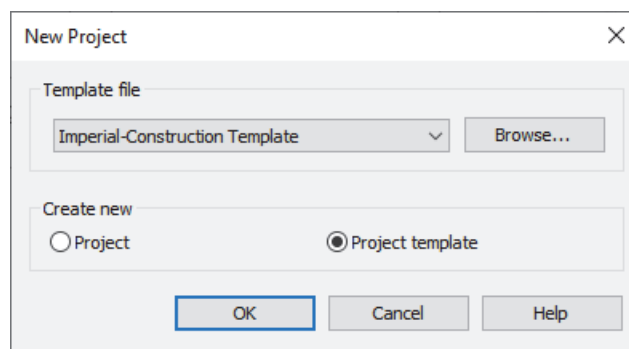 New Project
Template file
Imperial-Construction Template
Browse...
Create new
Project
Project template
OK
Cancel
Help